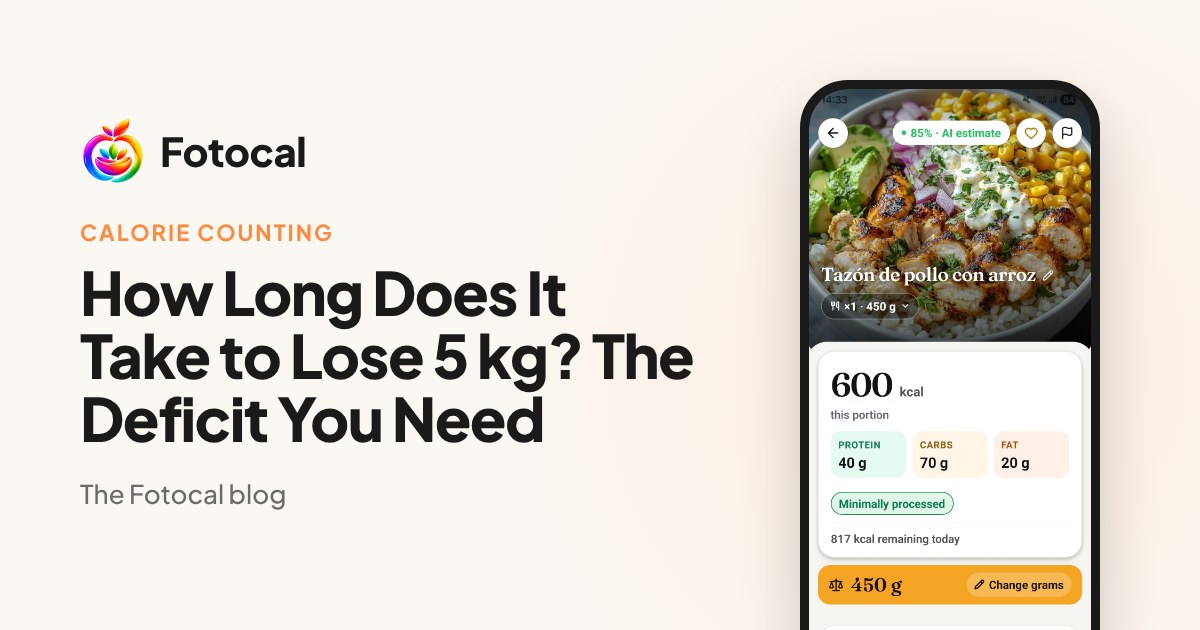 Fotocal
CALORIE COUNTING
How Long Does It
Take to Lose 5 kg? The
Deficit You Need
The Fotocal blog
14:33
85% · AI estimate
Tazón de pollo con arroz
×1 · 450 g
600 kcal
this portion
PROTEIN
40 g
CARBS
70 g
FAT
20 g
Minimally processed
817 kcal remaining today
450 g
Change grams